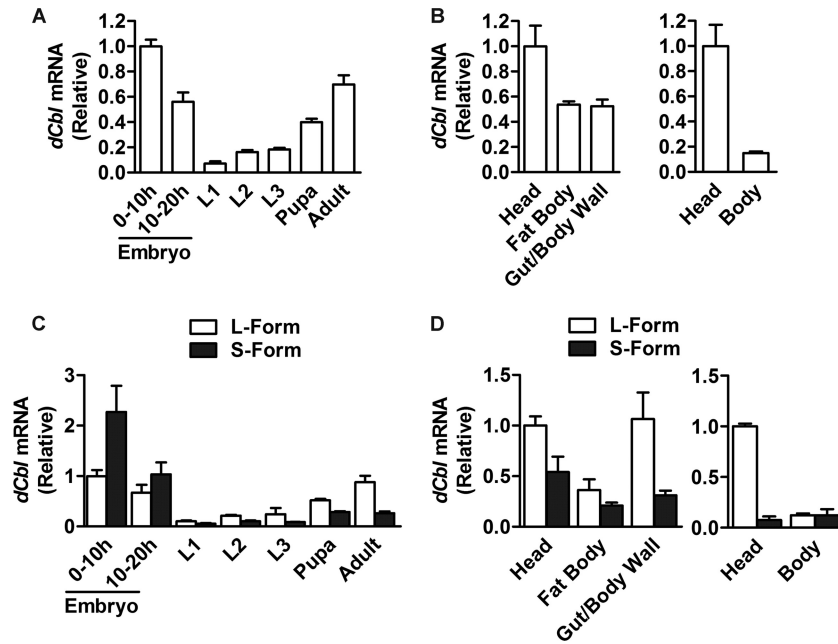 A
dCbl mRNA
(Relative)
1.2
1.0
0.8
0.6
0.4
0.2
0.0
0-10h
10-20h
L1
L2
L3
Pupa
Adult
Embryo
B
dCbl mRNA
(Relative)
1.2
1.0
0.8
0.6
0.4
0.2
0.0
Head
Fat Body
Gut/Body Wall
1.2
1.0
0.8
0.6
0.4
0.2
0.0
Head
Body
C
L-Form
S-Form
dCbl mRNA
(Relative)
3
2
1
0
0-10h
10-20h
L1
L2
L3
Pupa
Adult
Embryo
D
L-Form
S-Form
dCbl mRNA
(Relative)
1.5
1.0
0.5
0.0
Head
Fat Body
Gut/Body Wall
1.5
1.0
0.5
0.0
Head
Body